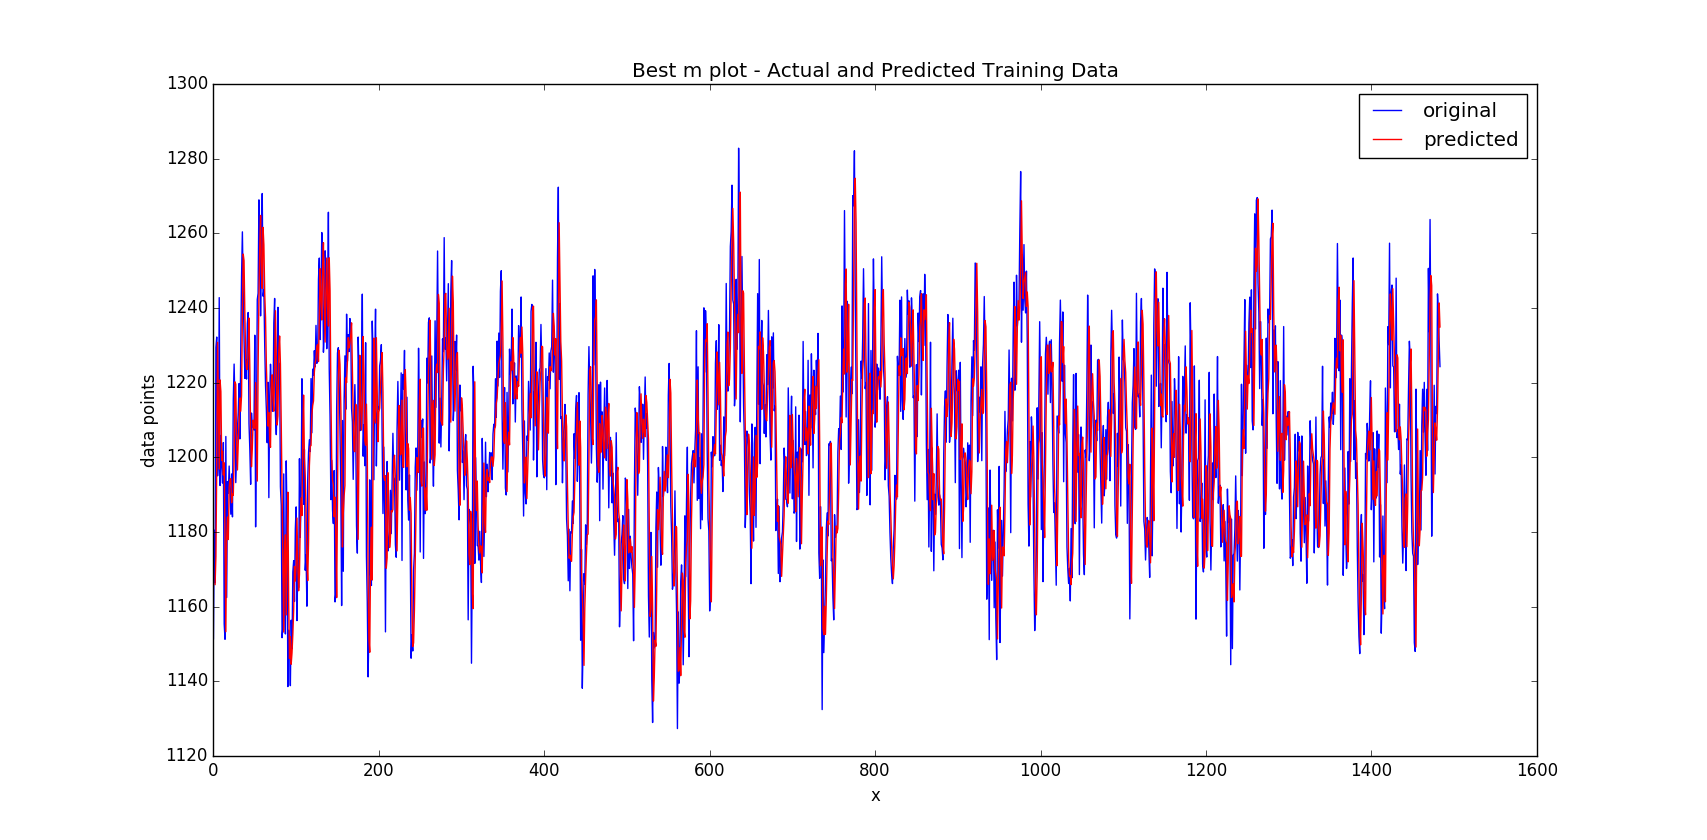 Best m plot - Actual and Predicted Training Data
1300
1280
1260
1240
1220
1200
1180
1160
1140
1120
data points
original
predicted
0 200 400 600 800 1000 1200 1400 1600
x